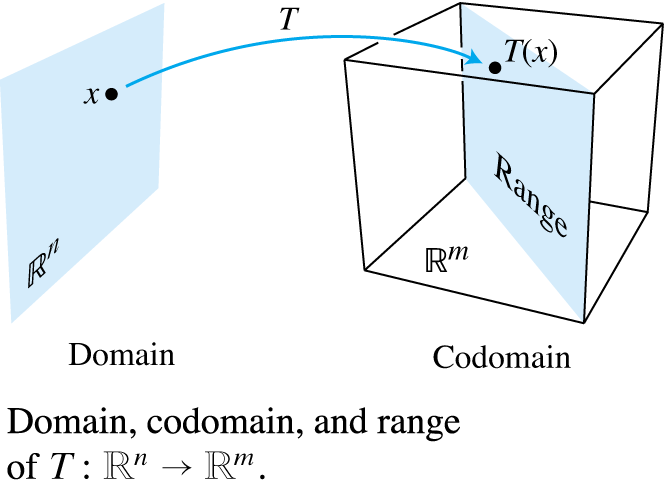 T
x
T(x)
Range
ℝⁿ
ℝᵐ
Domain
Codomain
Domain, codomain, and range
of T : ℝⁿ → ℝᵐ.